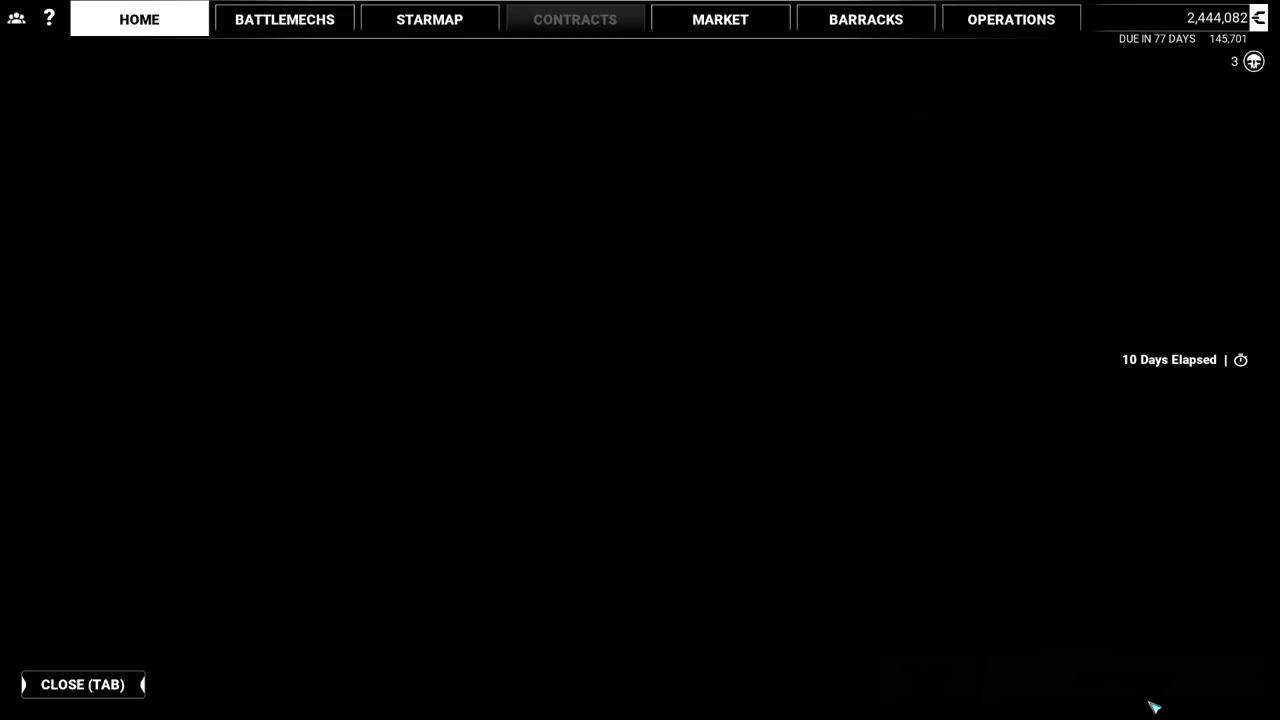 ? HOME BATTLEMECHS STARMAP CONTRACTS MARKET BARRACKS OPERATIONS 2,444,082
DUE IN 77 DAYS 145,701
3
10 Days Elapsed |
CLOSE (TAB)